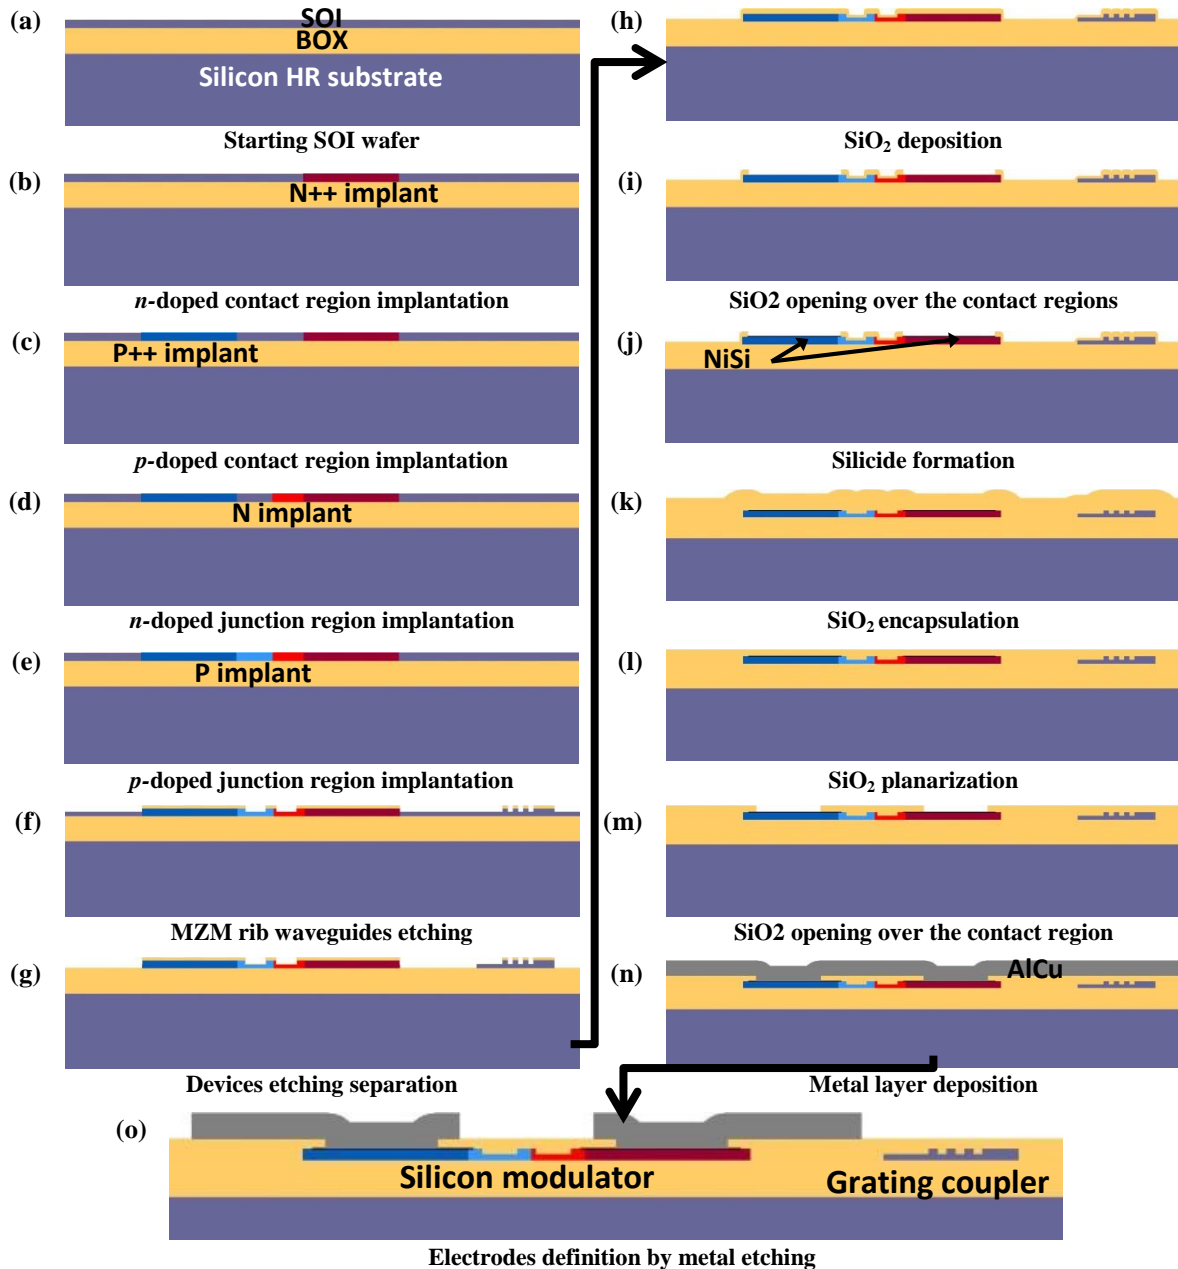 (a)
SOI
BOX
Silicon HR substrate
Starting SOI wafer
(b)
N++ implant
n-doped contact region implantation
(c)
P++ implant
p-doped contact region implantation
(d)
N implant
n-doped junction region implantation
(e)
P implant
p-doped junction region implantation
(f)
MZM rib waveguides etching
(g)
Devices etching separation
(h)
SiO₂ deposition
(i)
SiO2 opening over the contact regions
(j)
NiSi
Silicide formation
(k)
SiO₂ encapsulation
(l)
SiO₂ planarization
(m)
SiO2 opening over the contact region
(n)
AlCu
Metal layer deposition
(o)
Silicon modulator
Grating coupler
Electrodes definition by metal etching